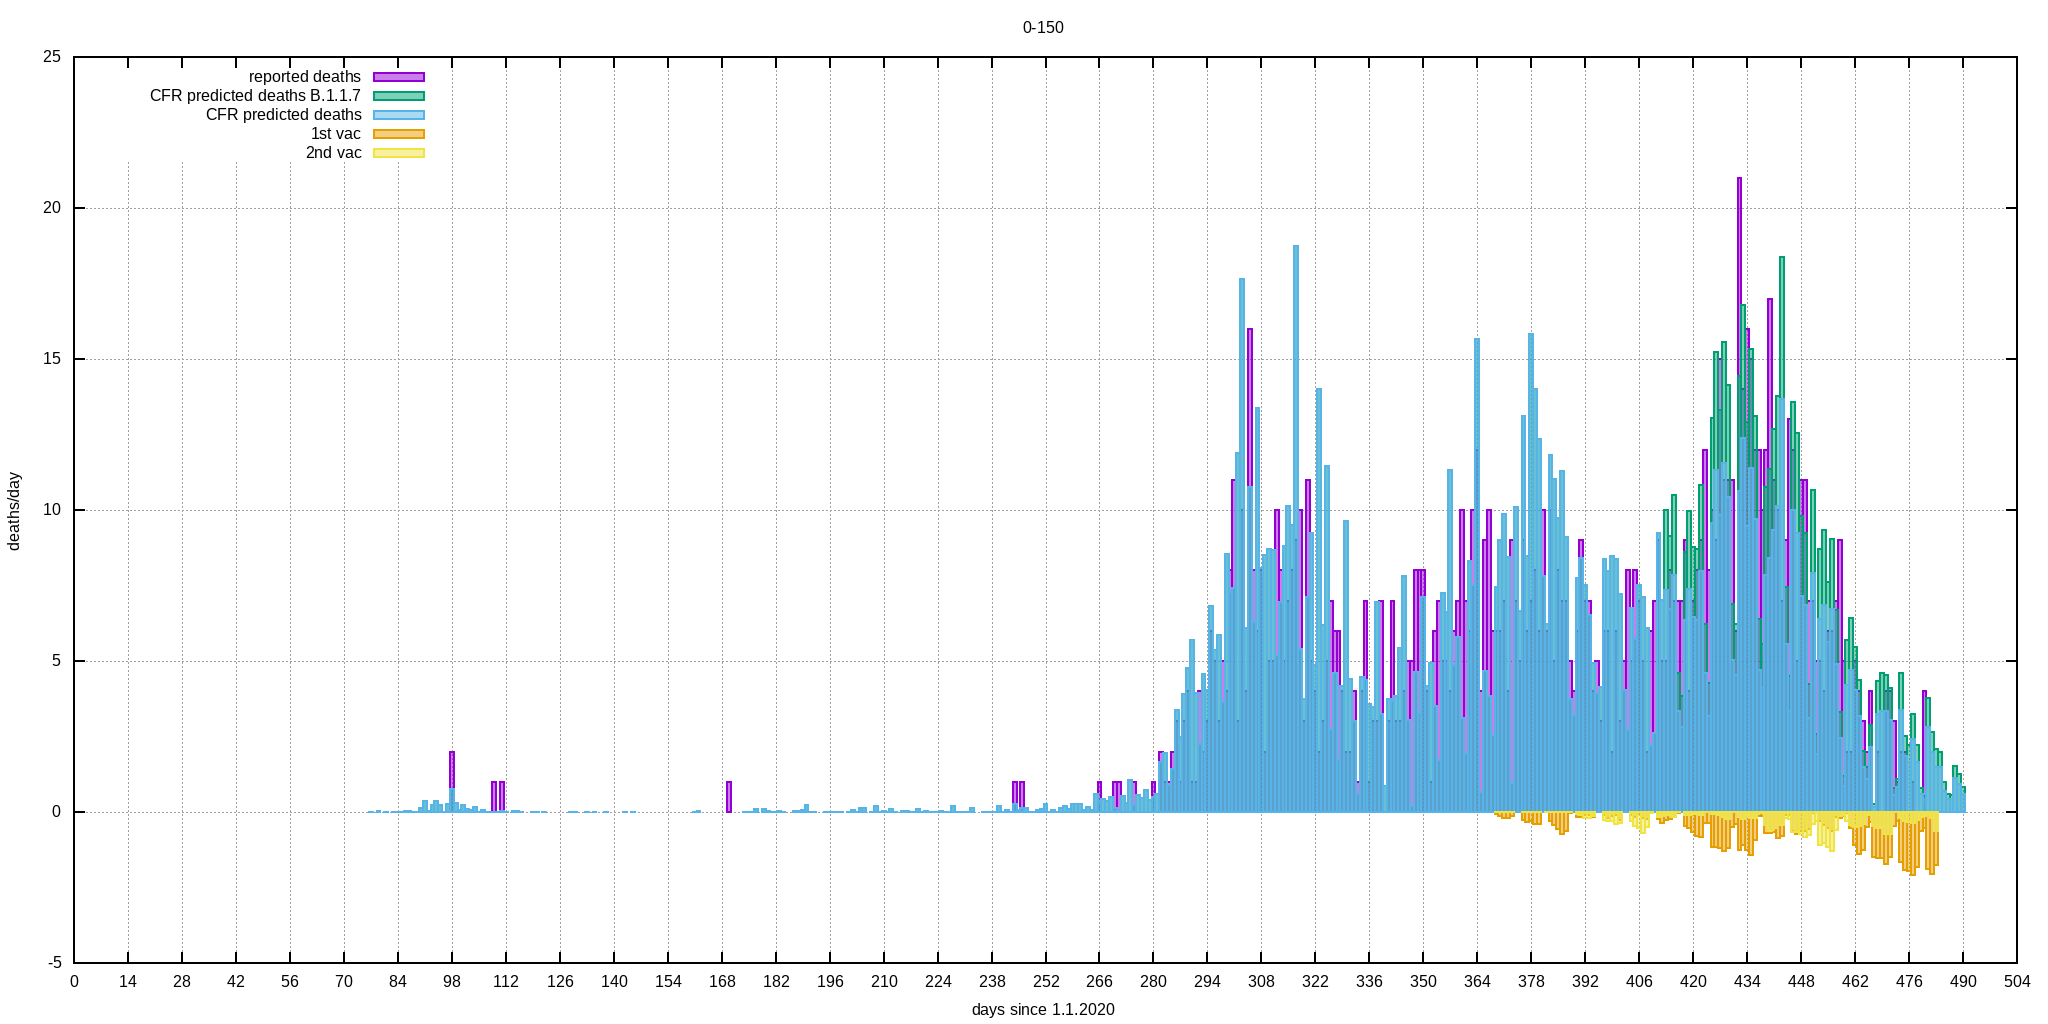 0-150
reported deaths
CFR predicted deaths B.1.1.7
CFR predicted deaths
1st vac
2nd vac
deaths/day
25
20
15
10
5
0
-5
0 14 28 42 56 70 84 98 112 126 140 154 168 182 196 210 224 238 252 266 280 294 308 322 336 350 364 378 392 406 420 434 448 462 476 490 504
days since 1.1.2020